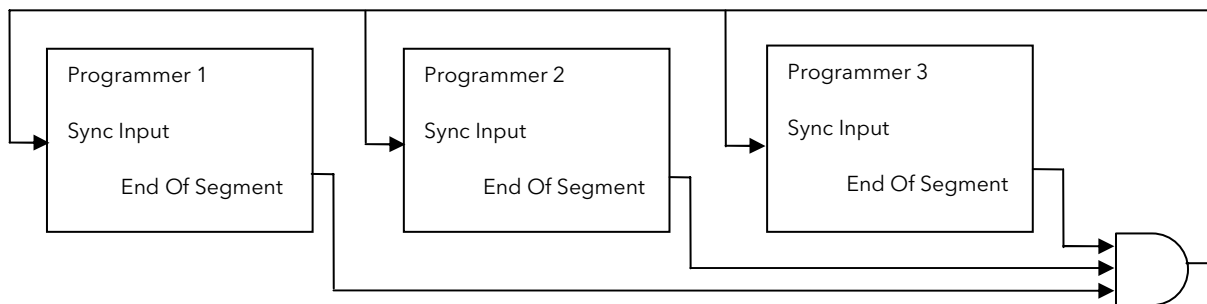 Programmer 1
Sync Input
End Of Segment
Programmer 2
Sync Input
End Of Segment
Programmer 3
Sync Input
End Of Segment